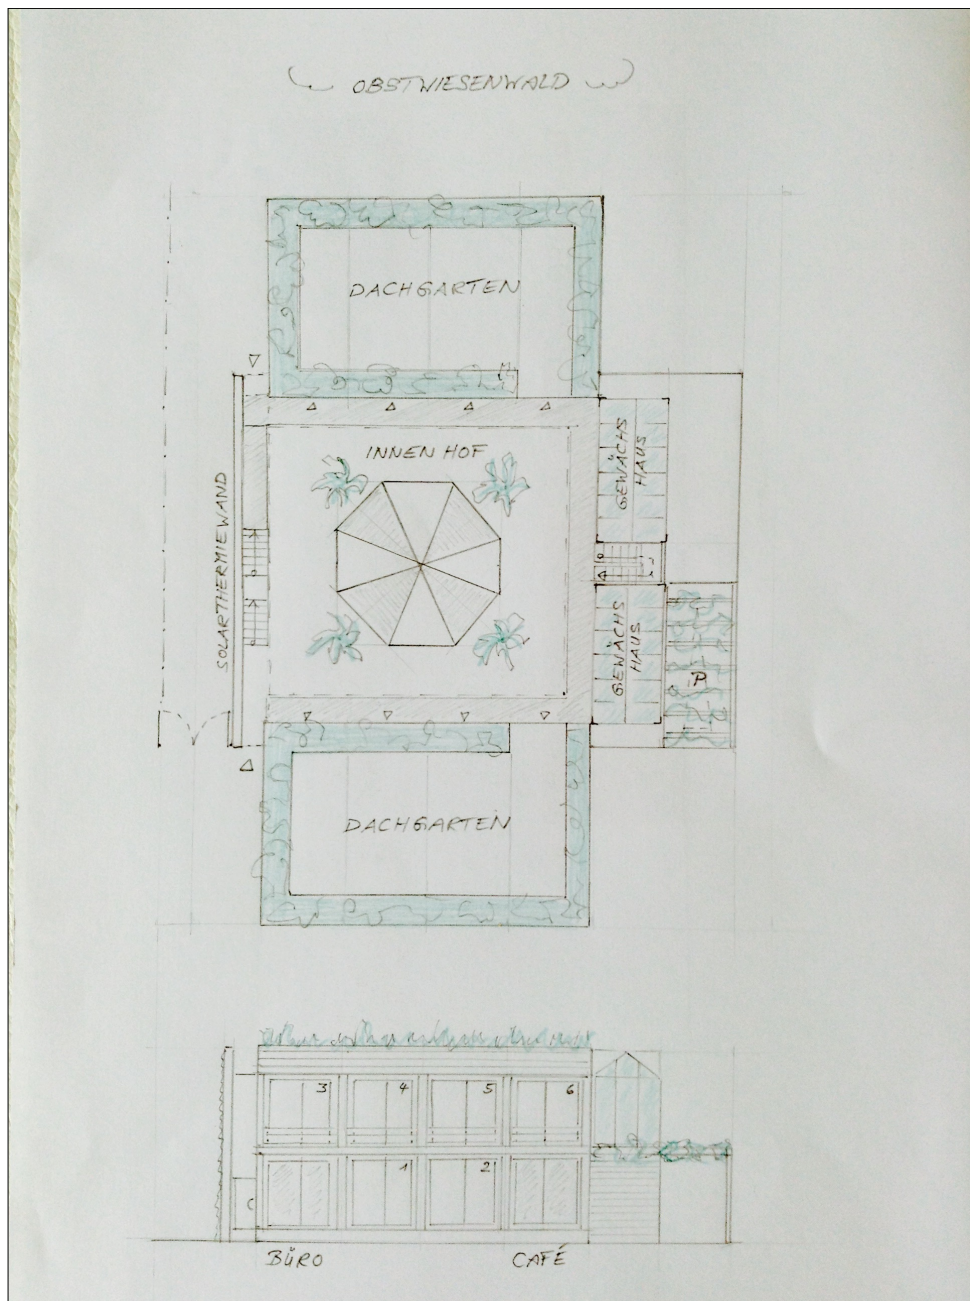 OBSTWIESENWALD
DACHGARTEN
INNEN HOF
GEWÄCHS
HAUS
SOLARTHERMIEWAND
GEWÄCHS
HAUS
P
DACHGARTEN
3
4
5
6
1
2
BÜRO
CAFÉ